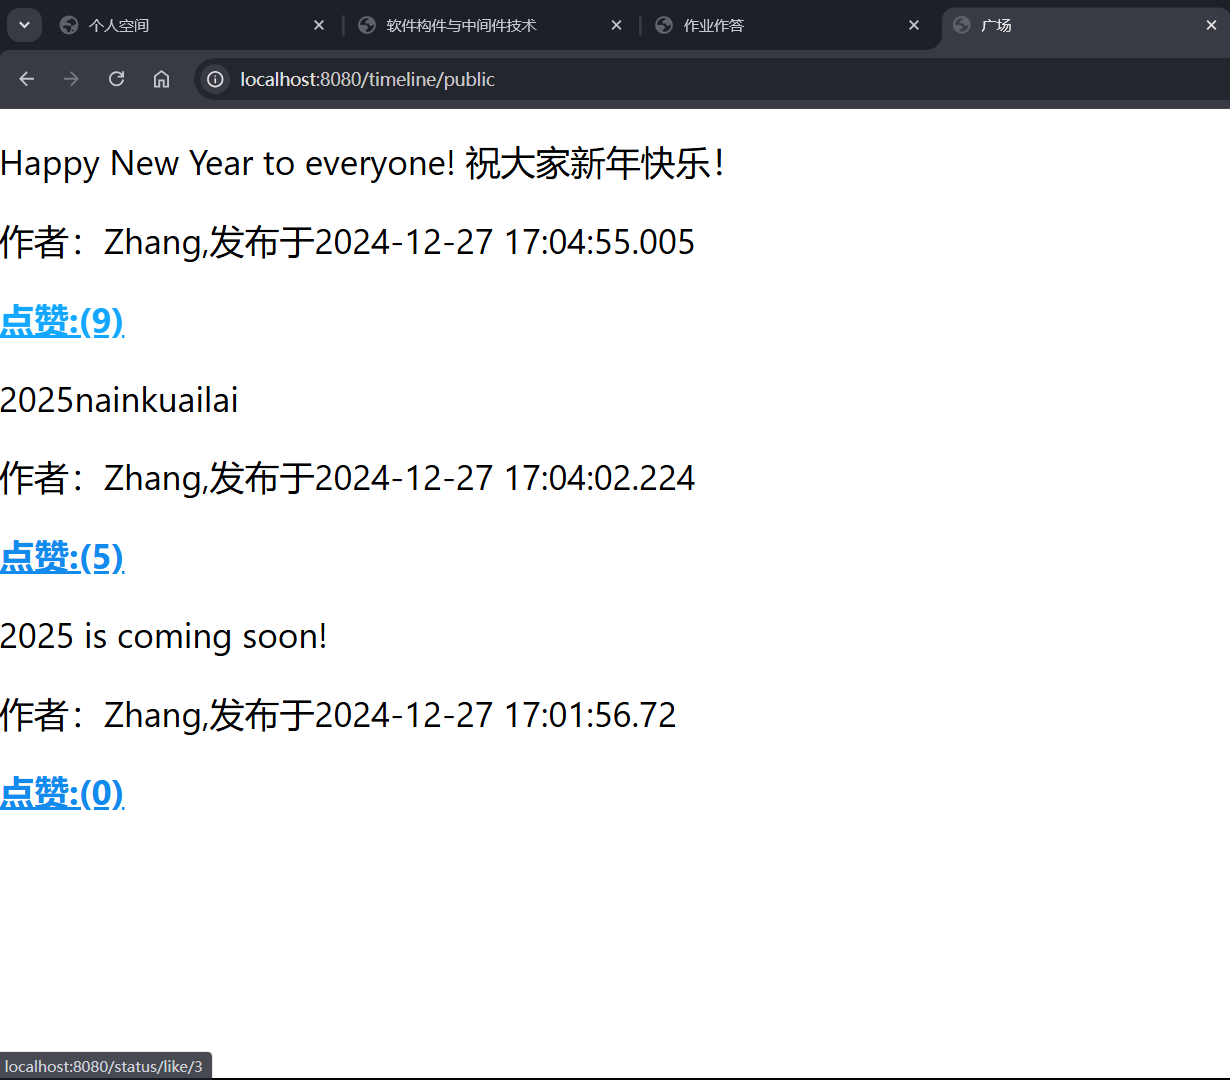 个人空间
软件构件与中间件技术
作业作答
广场
localhost:8080/timeline/public
Happy New Year to everyone! 祝大家新年快乐!
作者：Zhang,发布于2024-12-27 17:04:55.005
点赞:(9)
2025nainkuailai
作者：Zhang,发布于2024-12-27 17:04:02.224
点赞:(5)
2025 is coming soon!
作者：Zhang,发布于2024-12-27 17:01:56.72
点赞:(0)
localhost:8080/status/like/3